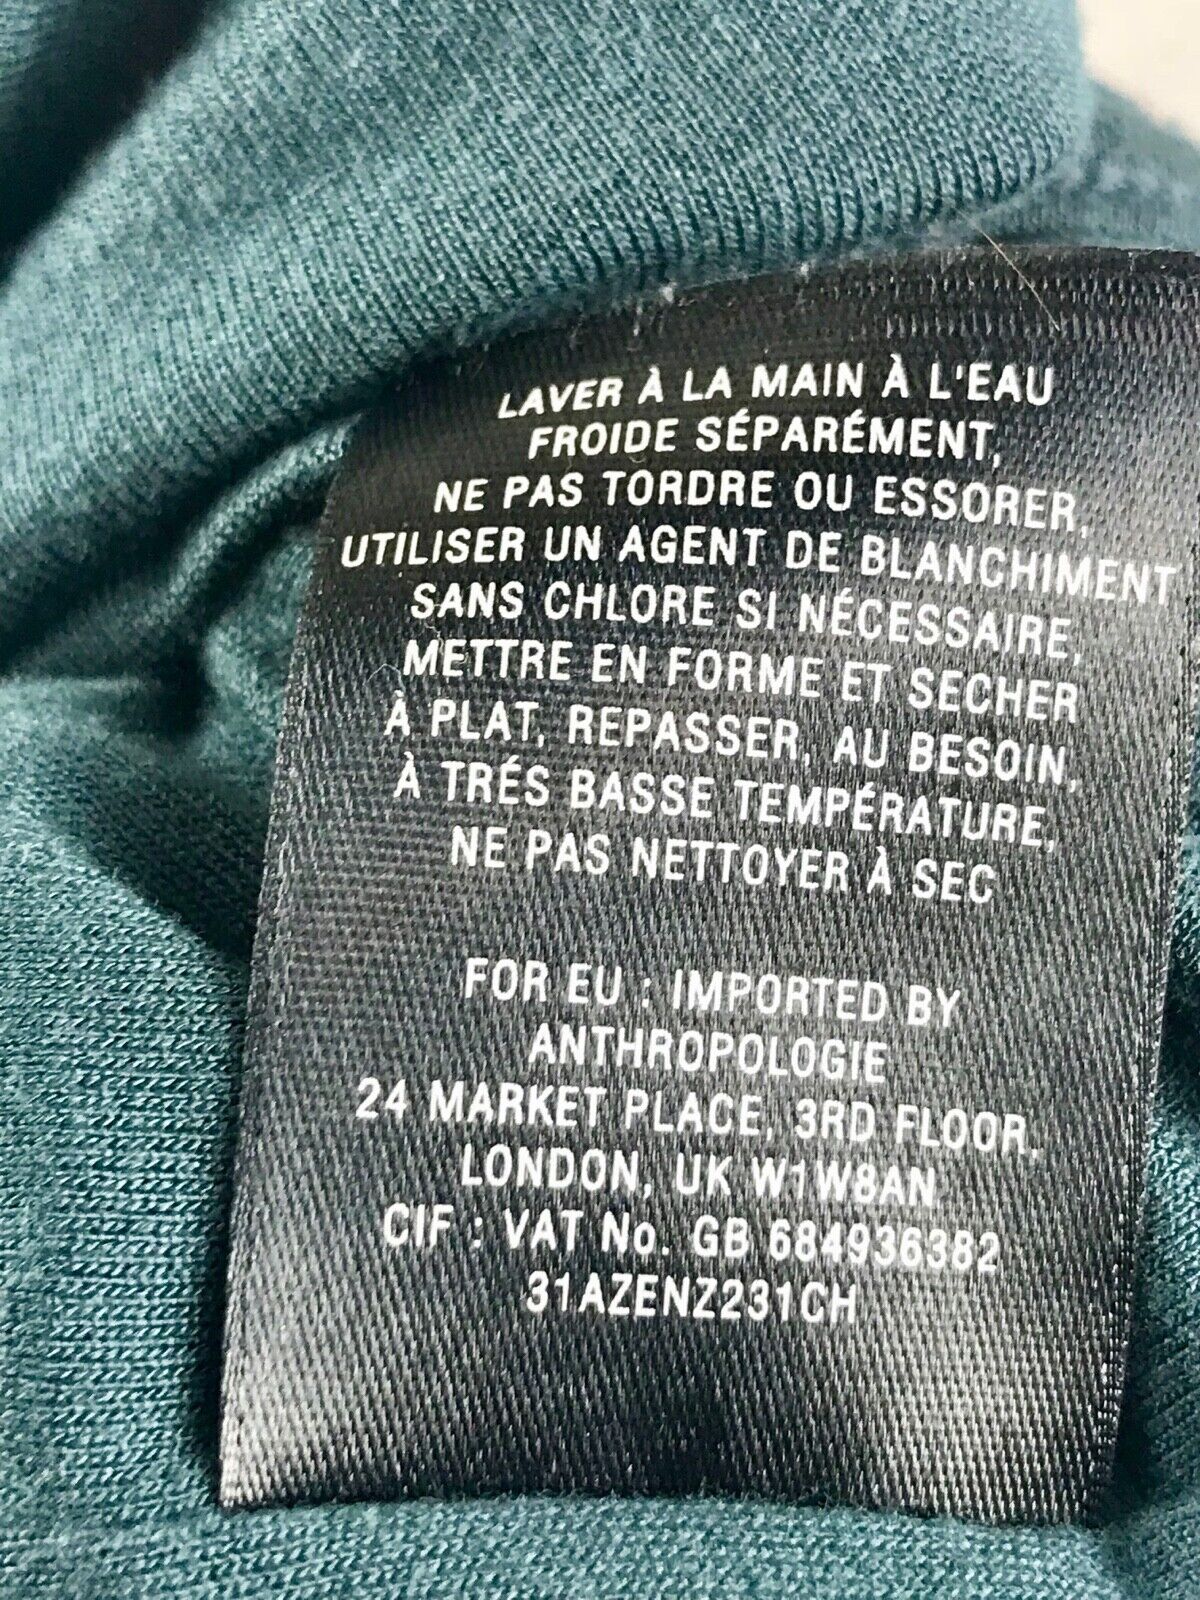 LAVER À LA MAIN À L'EAU
FROIDE SÉPARÉMENT,
NE PAS TORDRE OU ESSORER,
UTILISER UN AGENT DE BLANCHIMENT
SANS CHLORE SI NÉCESSAIRE,
METTRE EN FORME ET SECHER
À PLAT, REPASSER, AU BESOIN,
À TRÉS BASSE TEMPÉRATURE,
NE PAS NETTOYER À SEC
FOR EU : IMPORTED BY
ANTHROPOLOGIE
24 MARKET PLACE, 3RD FLOOR,
LONDON, UK W1W8AN
CIF : VAT No. GB 684936382
31AZENZ231CH